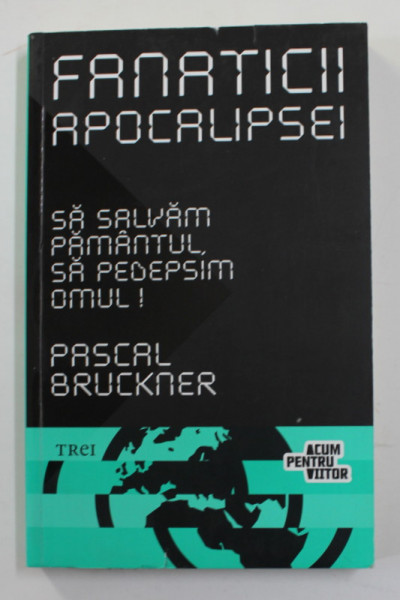 FANATICII
APOCALIPSEI
SĂ SALVĂM
PĂMÂNTUL,
SĂ PEDEPSIM
OMUL!
PASCAL
BRUCKNER
TREI
ACUM
PENTRU
VIITOR